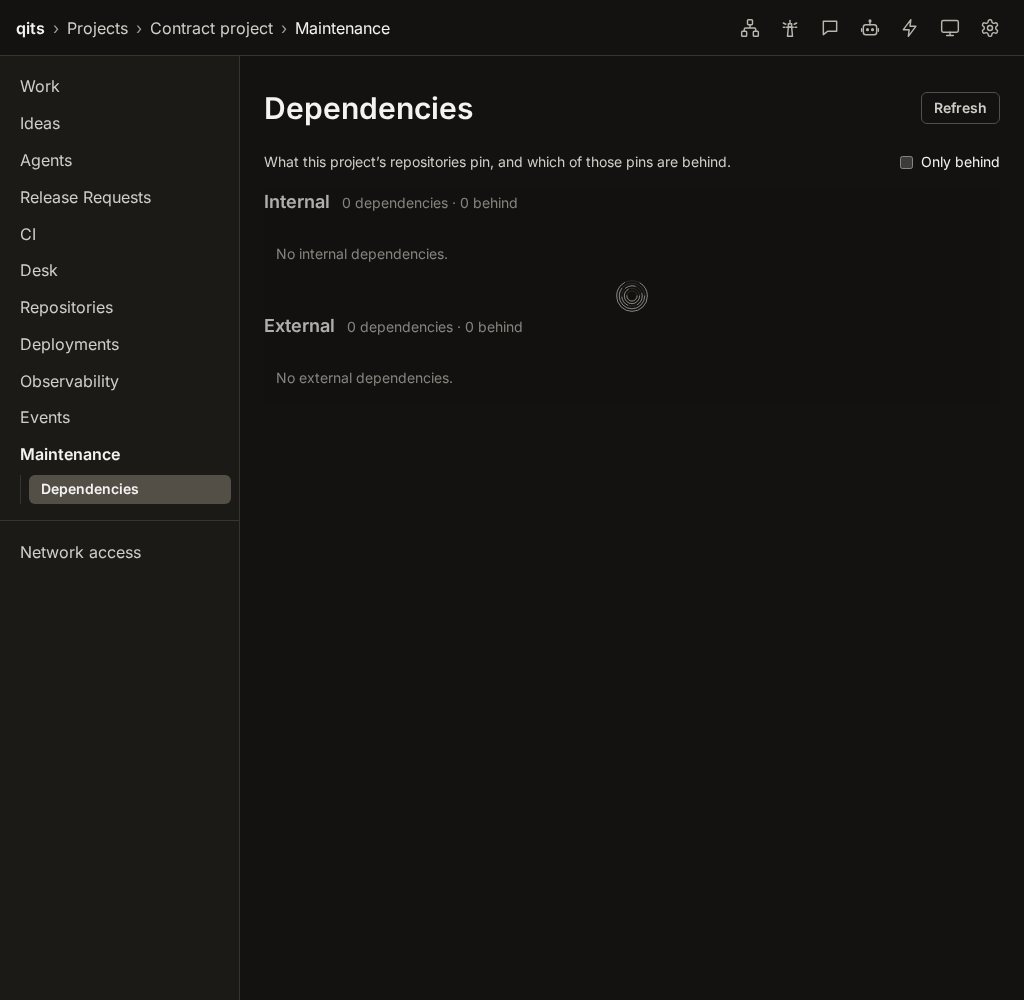 qits › Projects › Contract project › Maintenance
Work
Ideas
Agents
Release Requests
CI
Desk
Repositories
Deployments
Observability
Events
Maintenance
Dependencies
Network access
Dependencies
Refresh
What this project's repositories pin, and which of those pins are behind.
Only behind
Internal 0 dependencies · 0 behind
No internal dependencies.
External 0 dependencies · 0 behind
No external dependencies.